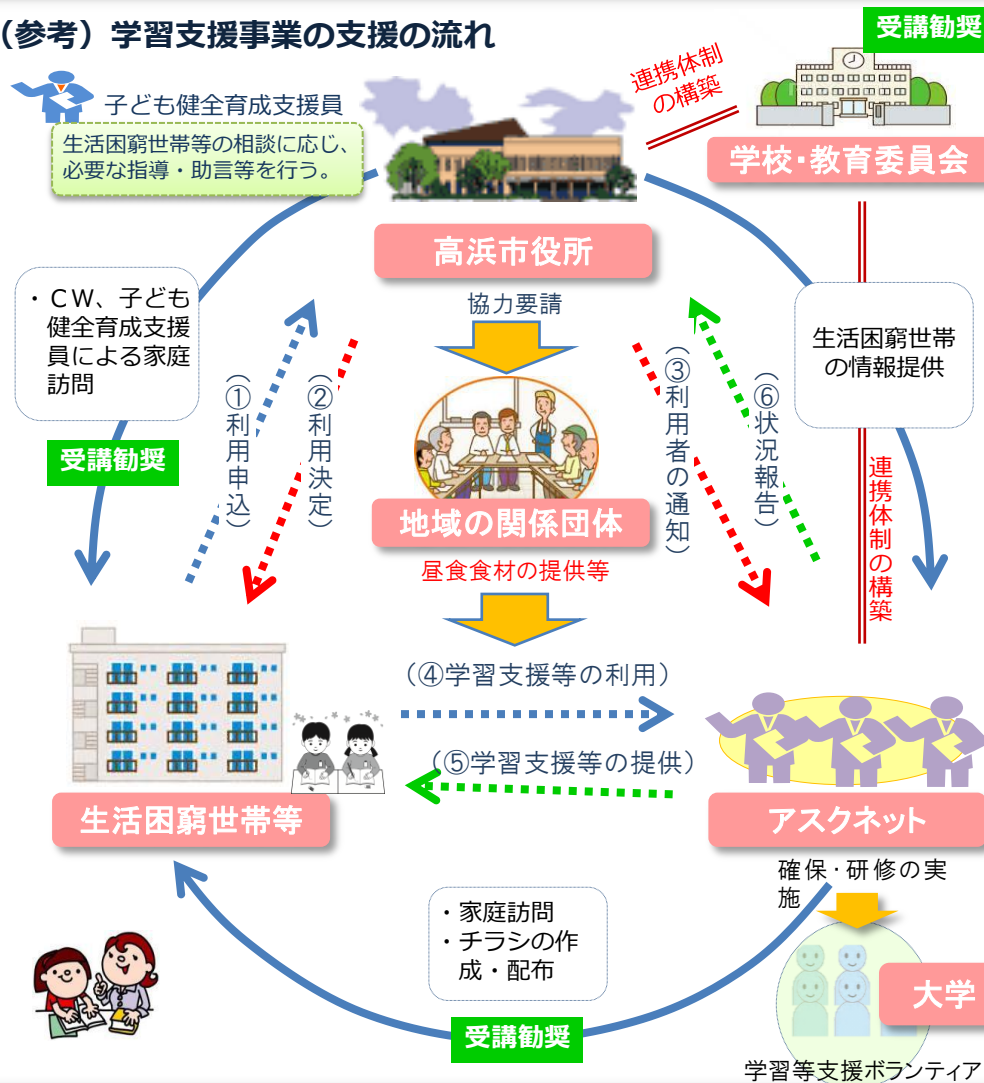 （参考）学習支援事業の支援の流れ
受講勧奨
子ども健全育成支援員
生活困窮世帯等の相談に応じ、
必要な指導・助言等を行う。
連携体制
の構築
学校・教育委員会
高浜市役所
協力要請
・ＣＷ、子ども
健全育成支援
員による家庭
訪問
受講勧奨
（①利用申込）
（②利用決定）
（③利用者の通知）
（⑥状況報告）
生活困窮世帯
の情報提供
地域の関係団体
昼食食材の提供等
連携体制の構築
（④学習支援等の利用）
（⑤学習支援等の提供）
生活困窮世帯等
アスクネット
確保・研修の実
施
・家庭訪問
・チラシの作
成・配布
受講勧奨
大学
学習等支援ボランティア